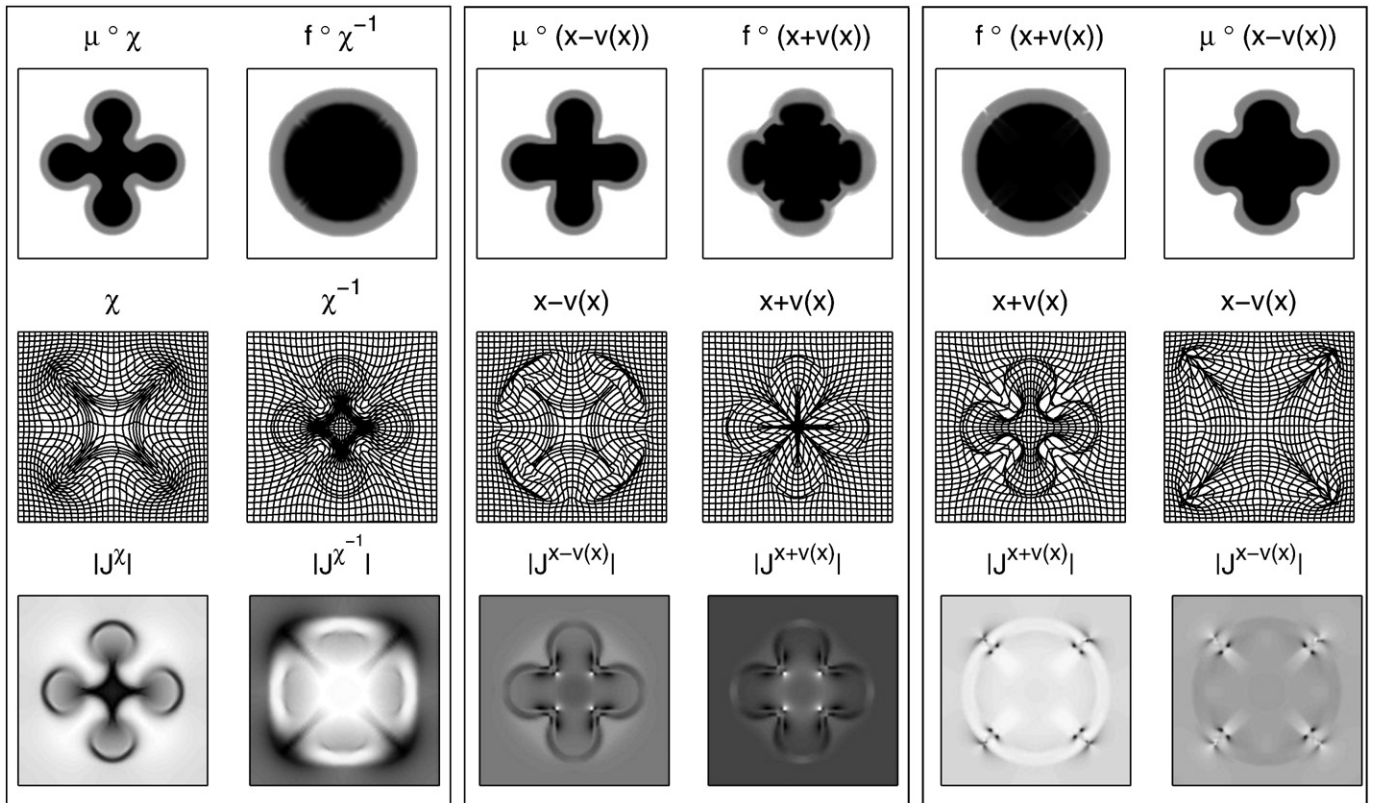 μ ° χ
f ° χ⁻¹
μ ° (x−v(x))
f ° (x+v(x))
f ° (x+v(x))
μ ° (x−v(x))
χ
χ⁻¹
x−v(x)
x+v(x)
x+v(x)
x−v(x)
|J^χ|
|J^χ⁻¹|
|J^x−v(x)|
|J^x+v(x)|
|J^x+v(x)|
|J^x−v(x)|